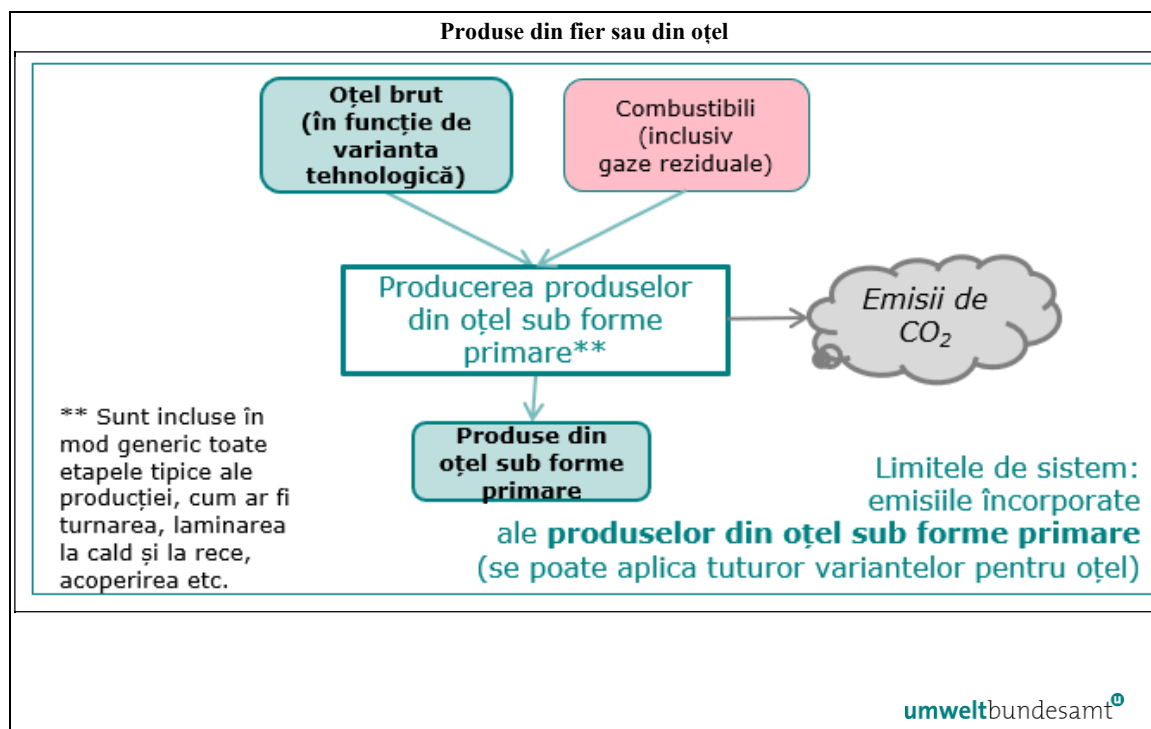 Produse din fier sau din oțel
Oțel brut
(în funcție de
varianta
tehnologică)
Combustibili
(inclusiv
gaze reziduale)
Producerea produselor
din oțel sub forme
primare**
Emisii de
CO₂
** Sunt incluse în
mod generic toate
etapele tipice ale
producției, cum ar fi
turnarea, laminarea
la cald și la rece,
acoperirea etc.
Produse din
oțel sub forme
primare
Limitele de sistem:
emisiile încorporate
ale produselor din oțel sub forme primare
(se poate aplica tuturor variantelor pentru oțel)
umweltbundesamt